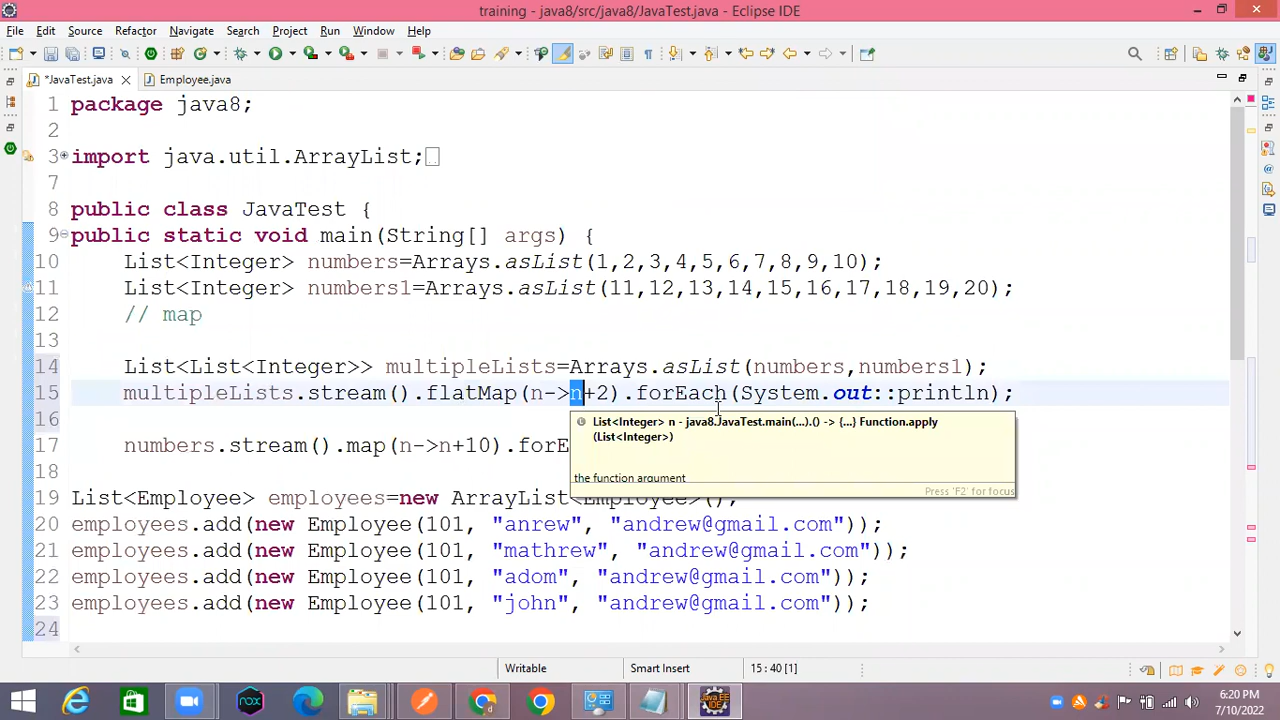 training - java8/src/java8/JavaTest.java - Eclipse IDE
File Edit Source Refactor Navigate Search Project Run Window Help
*JavaTest.java Employee.java
1 package java8;
2
3 import java.util.ArrayList;
7
8 public class JavaTest {
9 public static void main(String[] args) {
10 List<Integer> numbers=Arrays.asList(1,2,3,4,5,6,7,8,9,10);
11 List<Integer> numbers1=Arrays.asList(11,12,13,14,15,16,17,18,19,20);
12 // map
13
14 List<List<Integer>> multipleLists=Arrays.asList(numbers,numbers1);
15 multipleLists.stream().flatMap(n->n+2).forEach(System.out::println);
16
List<Integer> n - java8.JavaTest.main(...).() -> {...} Function.apply
(List<Integer>)
17 numbers.stream().map(n->n+10).forE
18
the function argument
Press 'F2' for focus
19 List<Employee> employees=new ArrayList<Employee>();
20 employees.add(new Employee(101, "anrew", "andrew@gmail.com"));
21 employees.add(new Employee(101, "mathrew", "andrew@gmail.com"));
22 employees.add(new Employee(101, "adom", "andrew@gmail.com"));
23 employees.add(new Employee(101, "john", "andrew@gmail.com"));
24
Writable Smart Insert 15 : 40 [1]
6:20 PM
7/10/2022